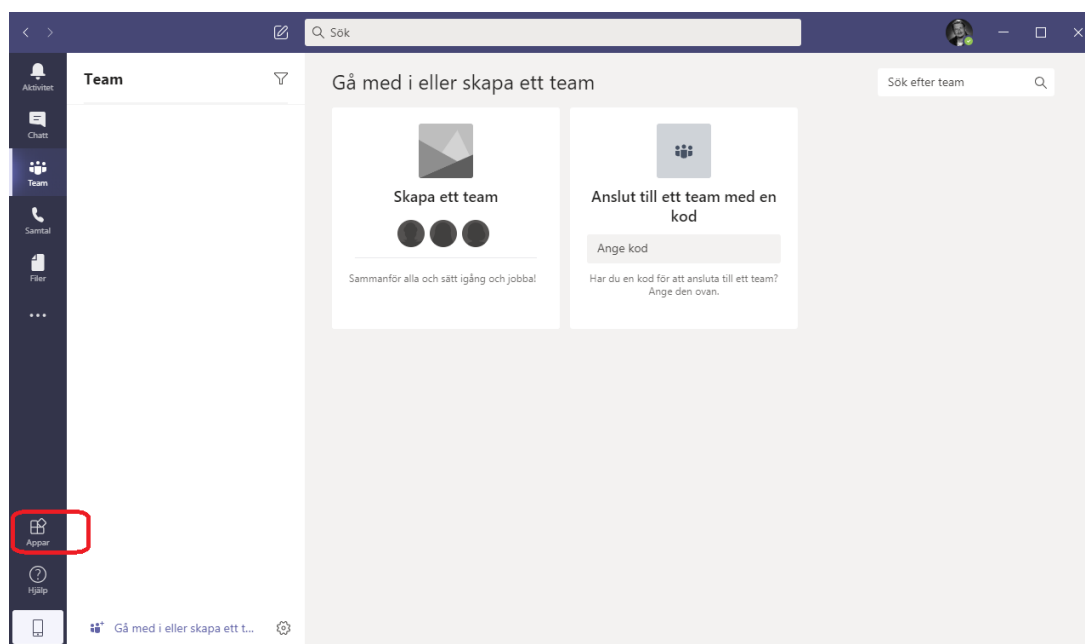 Sök
Aktivitet
Chatt
Team
Samtal
Filer
Appar
Hjälp
Team
Gå med i eller skapa ett t...
Gå med i eller skapa ett team
Sök efter team
Skapa ett team
Sammanför alla och sätt igång och jobba!
Anslut till ett team med en
kod
Ange kod
Har du en kod för att ansluta till ett team?
Ange den ovan.